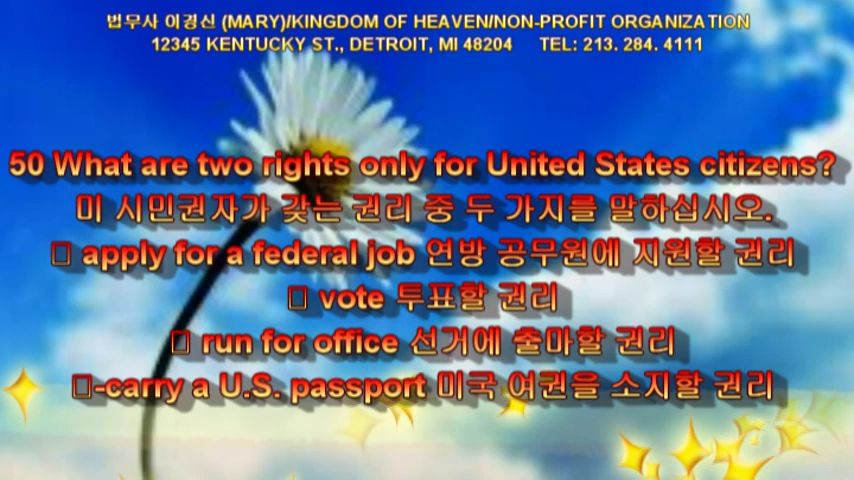 법무사 이경신 (MARY)/KINGDOM OF HEAVEN/NON-PROFIT ORGANIZATION
12345 KENTUCKY ST., DETROIT, MI 48204 TEL: 213. 284. 4111
50 What are two rights only for United States citizens?
미 시민권자가 갖는 권리 중 두 가지를 말하십시오.
▯ apply for a federal job 연방 공무원에 지원할 권리
▯ vote 투표할 권리
▯ run for office 선거에 출마할 권리
▯-carry a U.S. passport 미국 여권을 소지할 권리